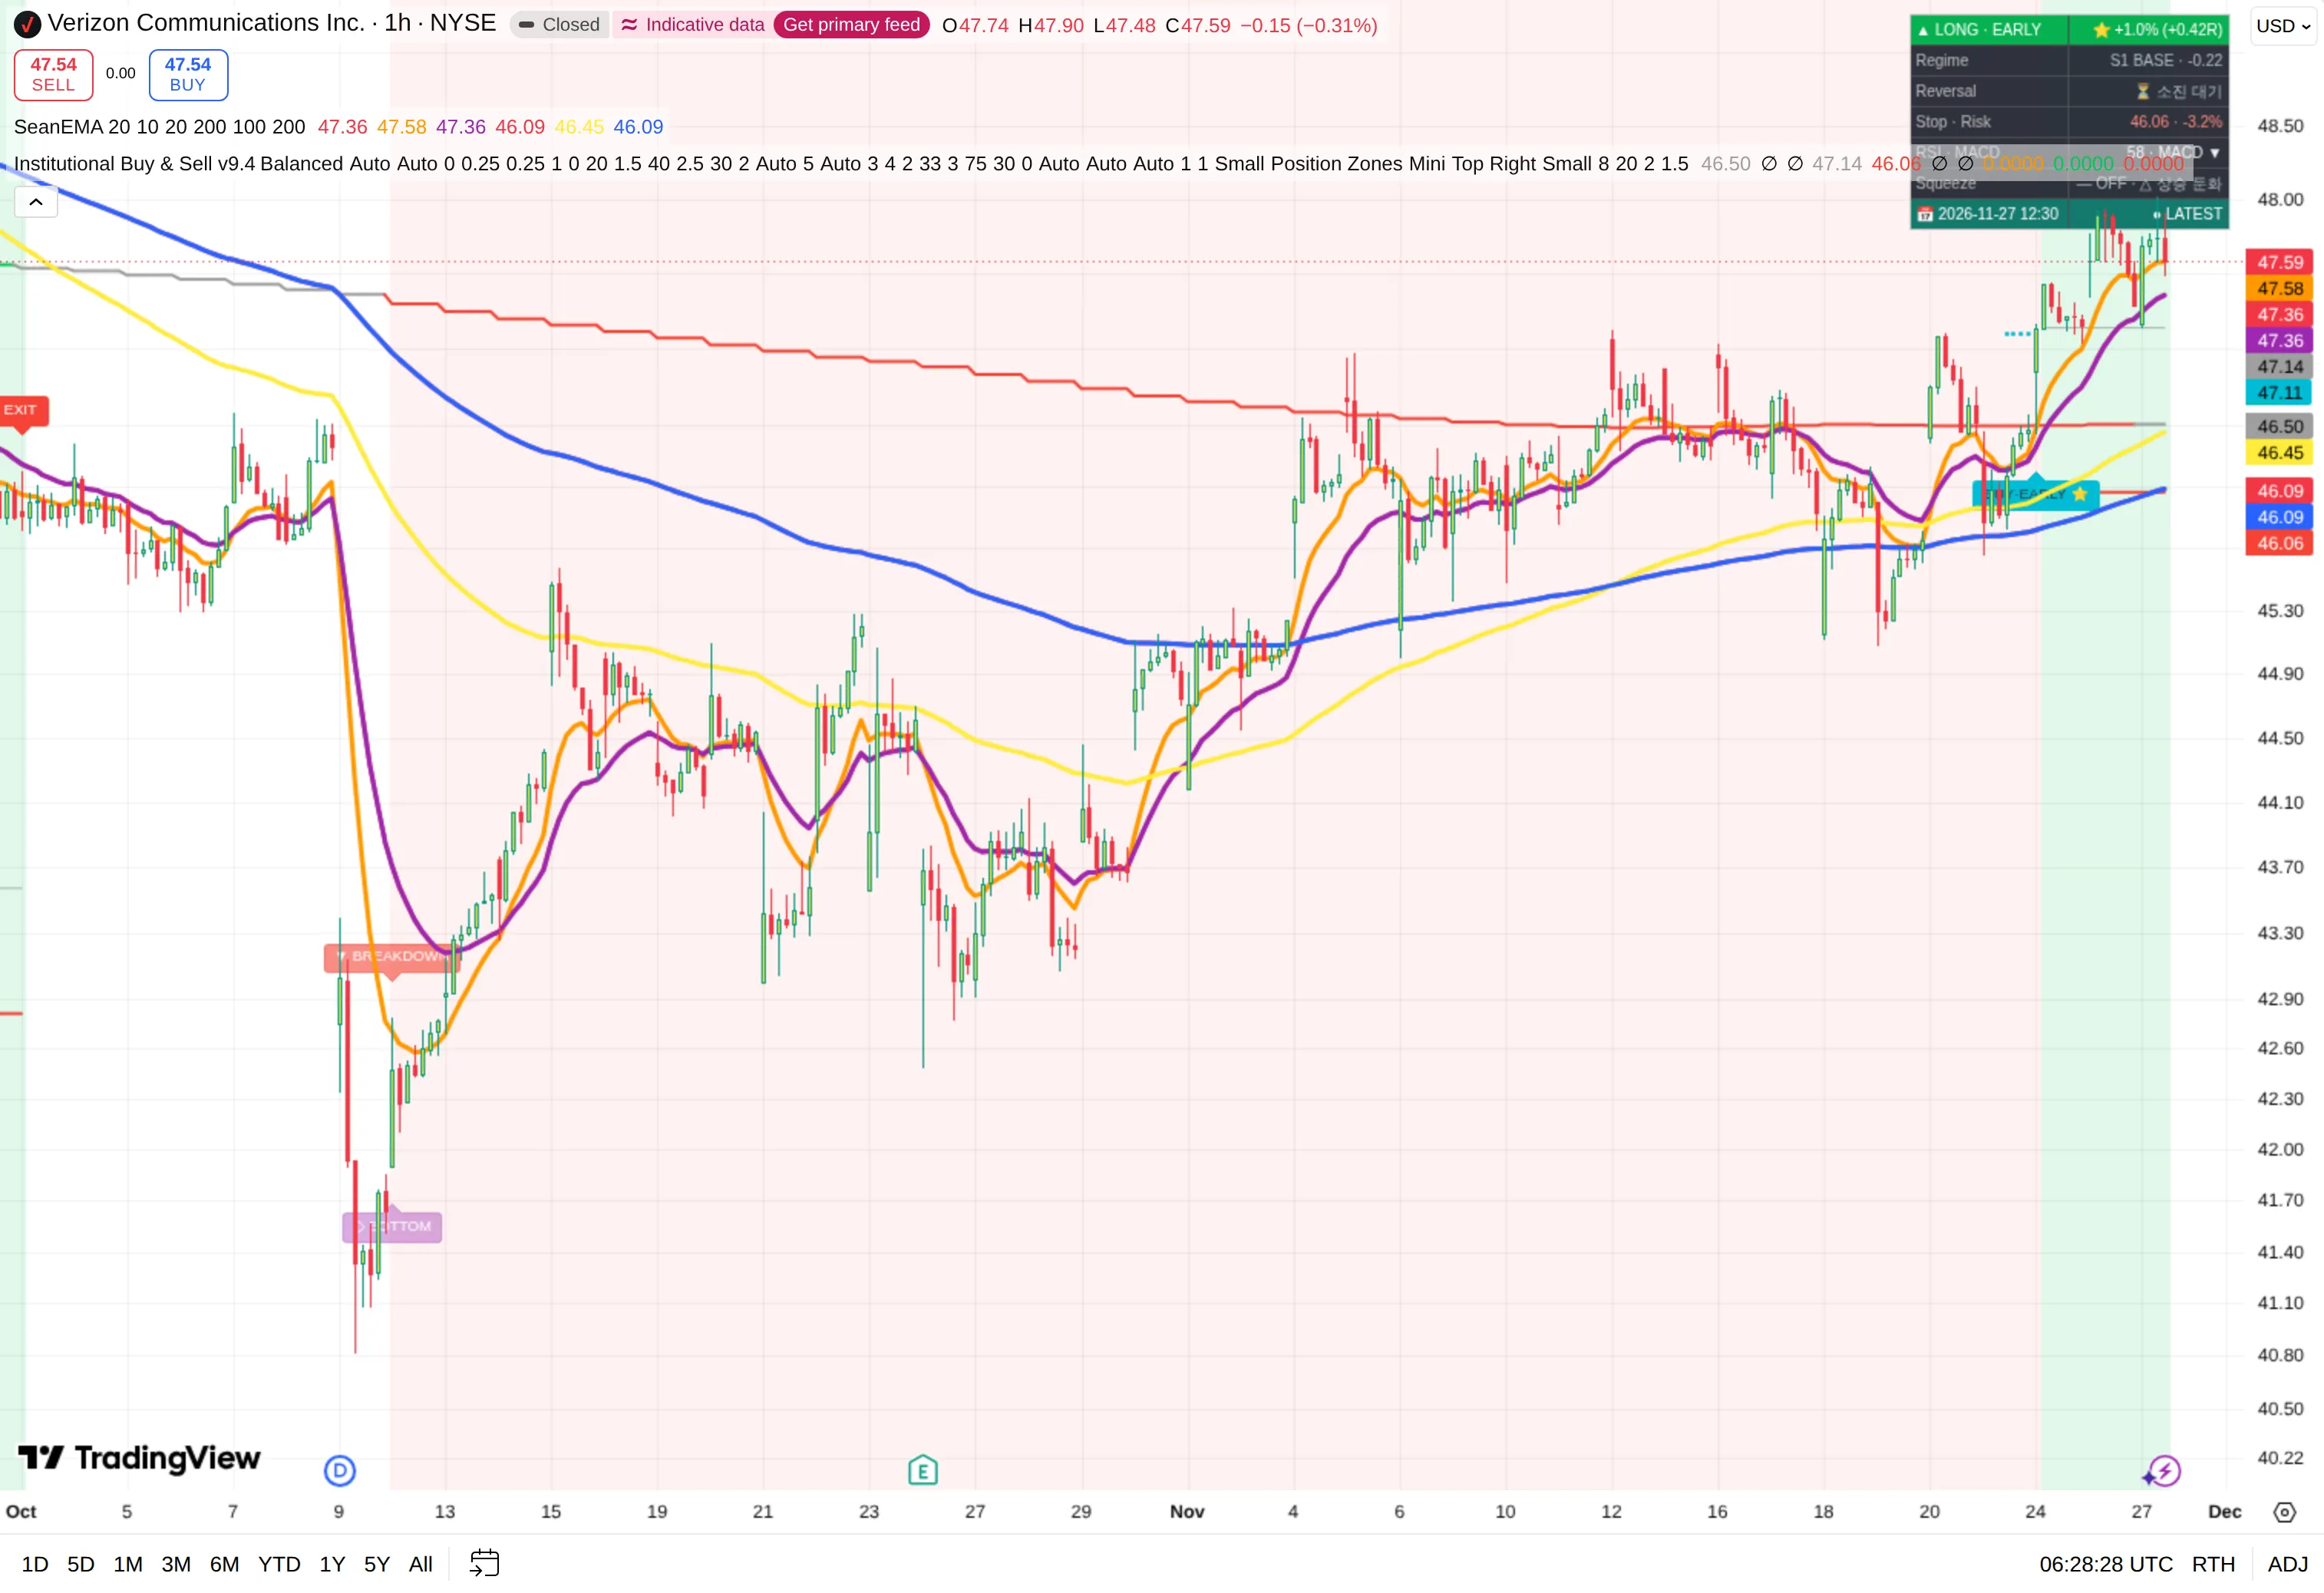 Verizon Communications Inc. · 1h · NYSE Closed Indicative data Get primary feed O47.74 H47.90 L47.48 C47.59 −0.15 (−0.31%)
47.54 SELL 0.00 47.54 BUY
SeanEMA 20 10 20 200 100 200 47.36 47.58 47.36 46.09 46.45 46.09
Institutional Buy & Sell v9.4 Balanced Auto Auto 0 0.25 0.25 1 0 20 1.5 40 2.5 30 2 Auto 5 Auto 3 4 2 33 3 75 30 0 Auto Auto Auto 1 1 Small Position Zones Mini Top Right Small 8 20 2 1.5 46.50 ∅ ∅ 47.14 46.06 ∅ ∅ 0.0000 0.0000 0.0000
▲ LONG · EARLY ⭐ +1.0% (+0.42R)
Regime S1 BASE · -0.22
Reversal ⏳ 소진 대기
Stop · Risk 46.06 · -3.2%
RSI · MACD 58 · MACD ▼
Squeeze — OFF · △ 상승 둔화
📅 2026-11-27 12:30 LATEST
USD
48.50
48.00
47.59
47.58
47.36
47.36
47.14
47.11
46.50
46.45
46.09
46.09
46.06
45.30
44.90
44.50
44.10
43.70
43.30
42.90
42.60
42.30
42.00
41.70
41.40
41.10
40.80
40.50
40.22
EXIT
▼ BREAKDOWN
BOTTOM
EARLY ⭐
TradingView
D
E
Oct 5 7 9 13 15 19 21 23 27 29 Nov 4 6 10 12 16 18 20 24 27 Dec
1D 5D 1M 3M 6M YTD 1Y 5Y All 06:28:28 UTC RTH ADJ